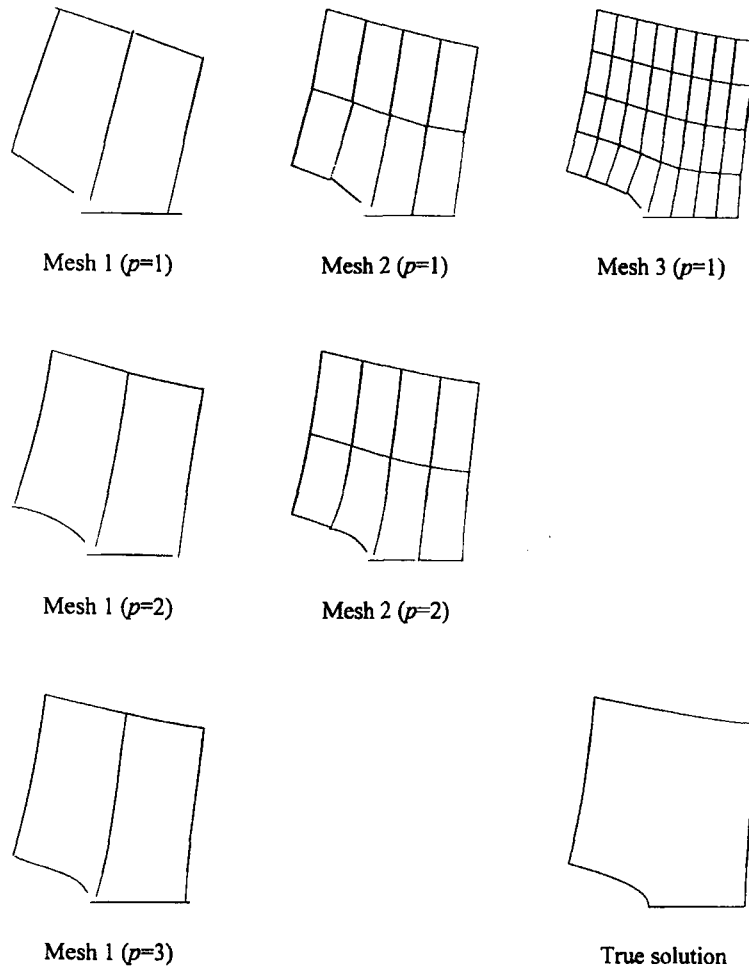 Mesh 1 (p=1)
Mesh 2 (p=1)
Mesh 3 (p=1)
Mesh 1 (p=2)
Mesh 2 (p=2)
Mesh 1 (p=3)
True solution